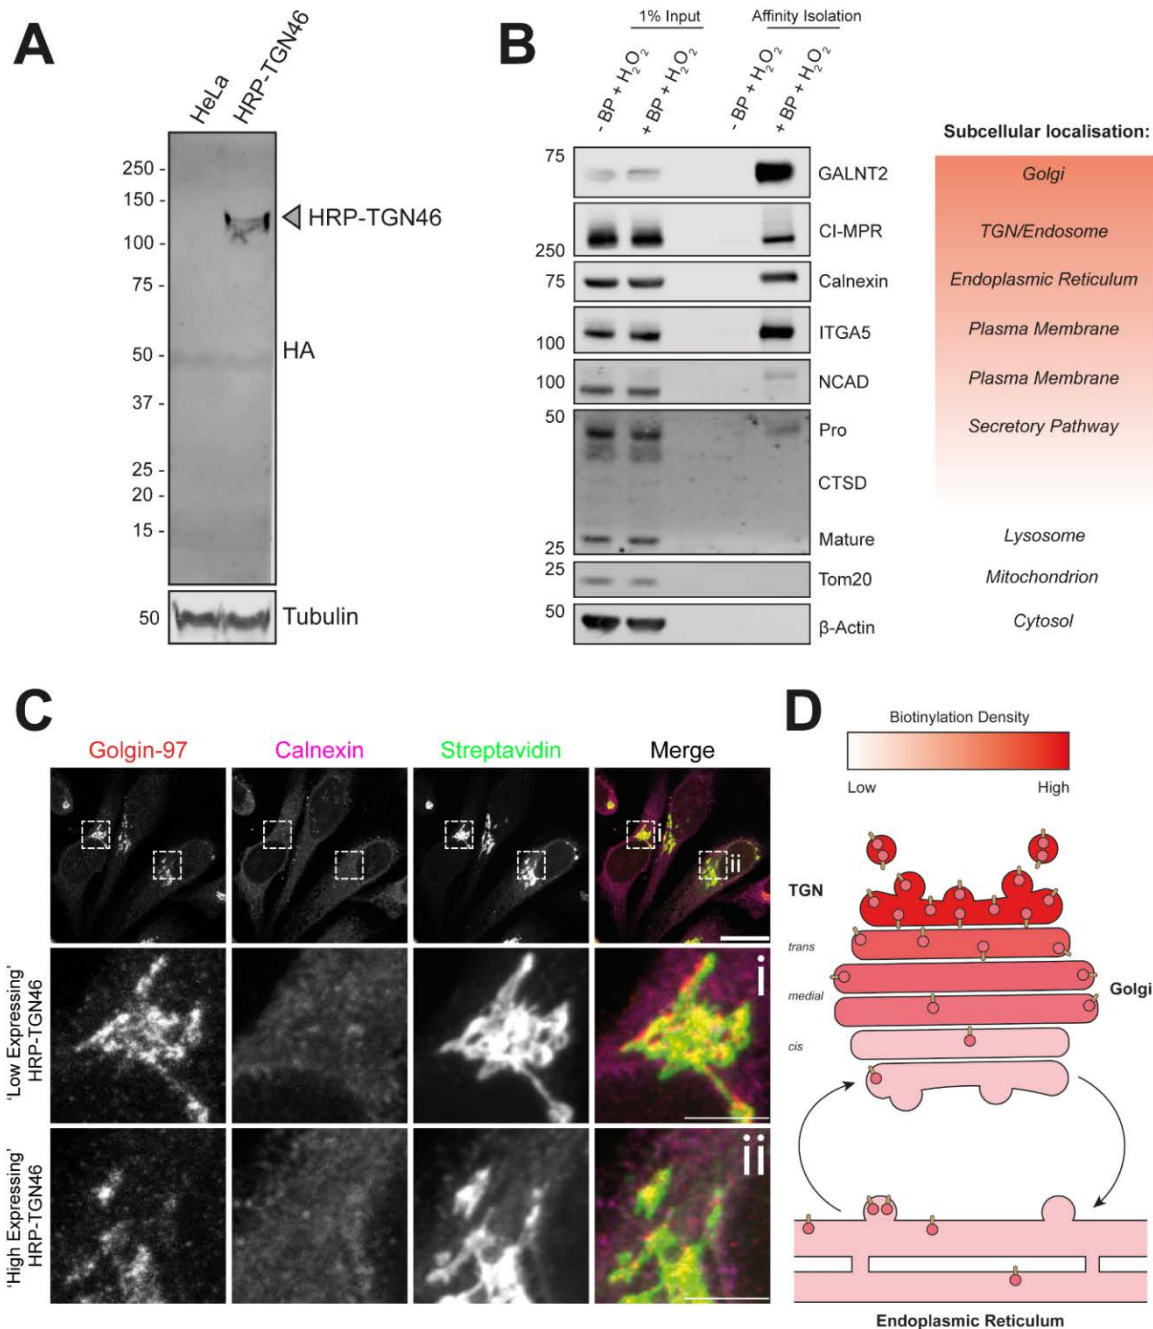 A
HeLa
HRP-TGN46
250 -
150 -
100 -
75 -
50 -
37 -
25 -
20 -
15 -
HRP-TGN46
HA
50
Tubulin
B
1% Input
Affinity Isolation
- BP + H2O2
+ BP + H2O2
- BP + H2O2
+ BP + H2O2
Subcellular localisation:
75
GALNT2
Golgi
250
CI-MPR
TGN/Endosome
75
Calnexin
Endoplasmic Reticulum
100
ITGA5
Plasma Membrane
100
NCAD
Plasma Membrane
50
Pro
Secretory Pathway
CTSD
25
Mature
Lysosome
25
Tom20
Mitochondrion
50
β-Actin
Cytosol
C
Golgin-97
Calnexin
Streptavidin
Merge
i
ii
'Low Expressing'
HRP-TGN46
i
'High Expressing'
HRP-TGN46
ii
D
Biotinylation Density
Low
High
TGN
trans
medial
Golgi
cis
Endoplasmic Reticulum